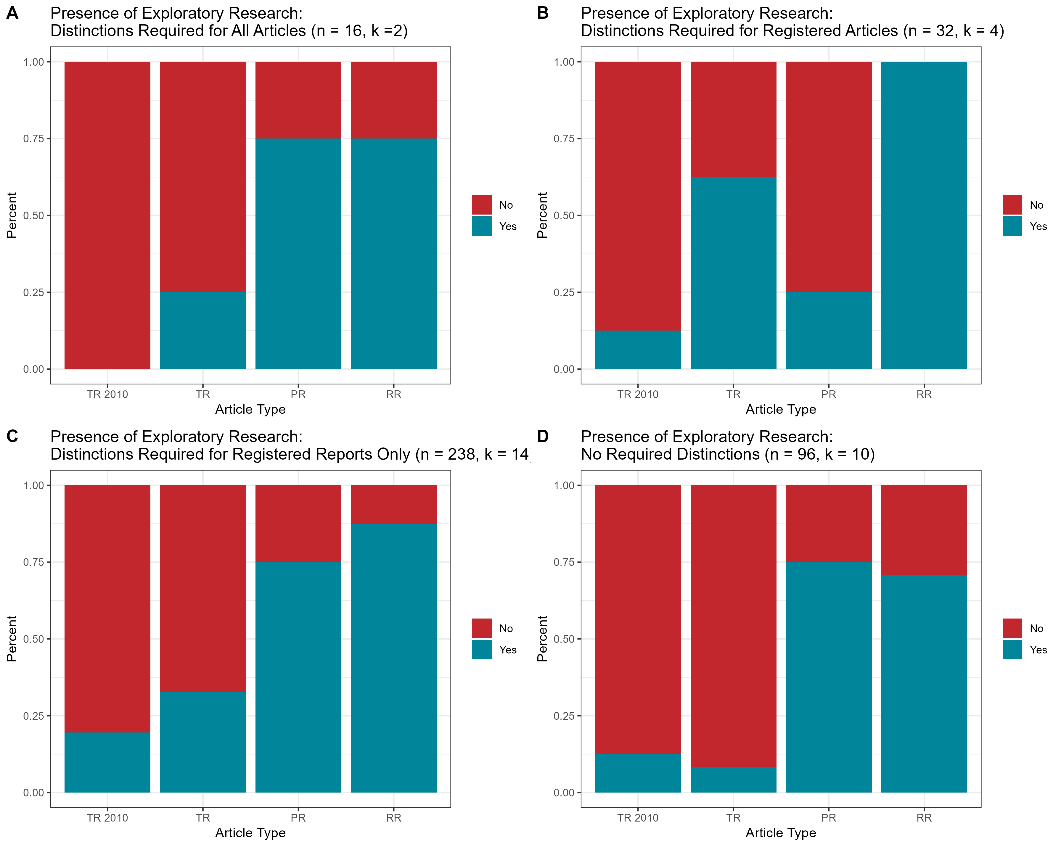 A
Presence of Exploratory Research:
Distinctions Required for All Articles (n = 16, k =2)
1.00
0.75
0.50
0.25
0.00
Percent
TR 2010 TR PR RR
Article Type
No
Yes
B
Presence of Exploratory Research:
Distinctions Required for Registered Articles (n = 32, k = 4)
1.00
0.75
0.50
0.25
0.00
Percent
TR 2010 TR PR RR
Article Type
No
Yes
C
Presence of Exploratory Research:
Distinctions Required for Registered Reports Only (n = 238, k = 14
1.00
0.75
0.50
0.25
0.00
Percent
TR 2010 TR PR RR
Article Type
No
Yes
D
Presence of Exploratory Research:
No Required Distinctions (n = 96, k = 10)
1.00
0.75
0.50
0.25
0.00
Percent
TR 2010 TR PR RR
Article Type
No
Yes